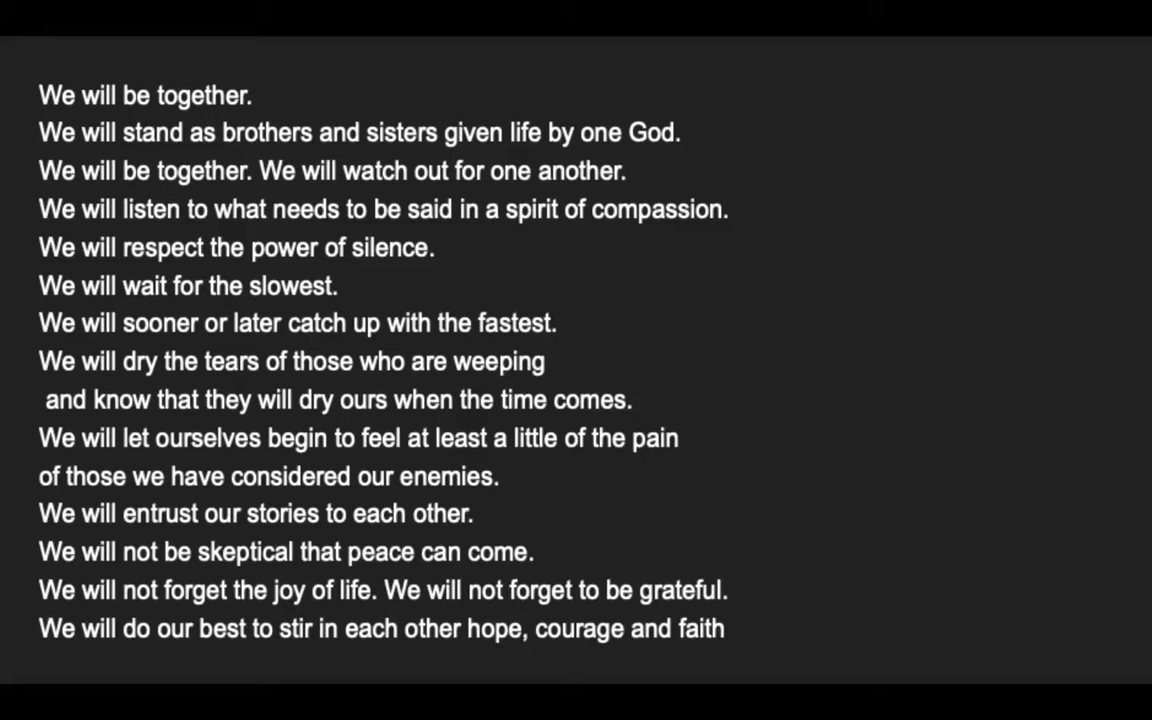 We will be together.
We will stand as brothers and sisters given life by one God.
We will be together. We will watch out for one another.
We will listen to what needs to be said in a spirit of compassion.
We will respect the power of silence.
We will wait for the slowest.
We will sooner or later catch up with the fastest.
We will dry the tears of those who are weeping
and know that they will dry ours when the time comes.
We will let ourselves begin to feel at least a little of the pain
of those we have considered our enemies.
We will entrust our stories to each other.
We will not be skeptical that peace can come.
We will not forget the joy of life. We will not forget to be grateful.
We will do our best to stir in each other hope, courage and faith